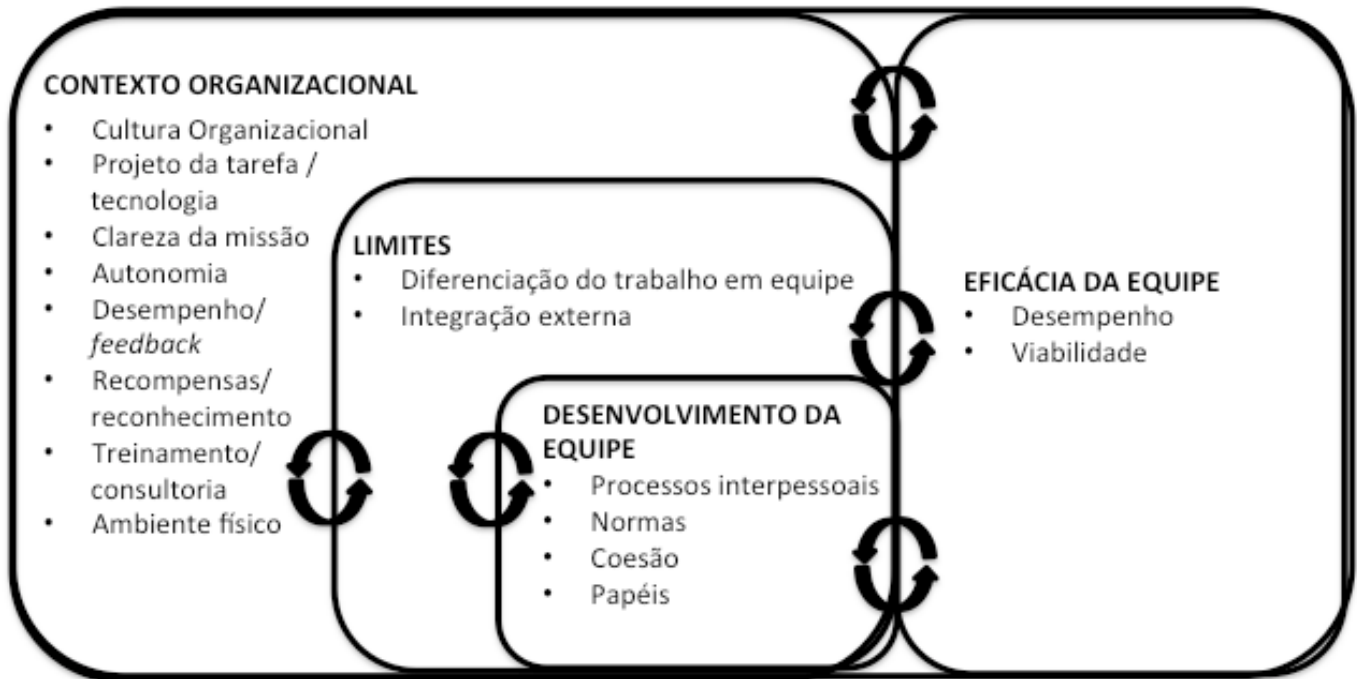 CONTEXTO ORGANIZACIONAL
• Cultura Organizacional
• Projeto da tarefa /
tecnologia
• Clareza da missão
• Autonomia
• Desempenho/
feedback
• Recompensas/
reconhecimento
• Treinamento/
consultoria
• Ambiente físico
LIMITES
• Diferenciação do trabalho em equipe
• Integração externa
DESENVOLVIMENTO DA
EQUIPE
• Processos interpessoais
• Normas
• Coesão
• Papéis
EFICÁCIA DA EQUIPE
• Desempenho
• Viabilidade